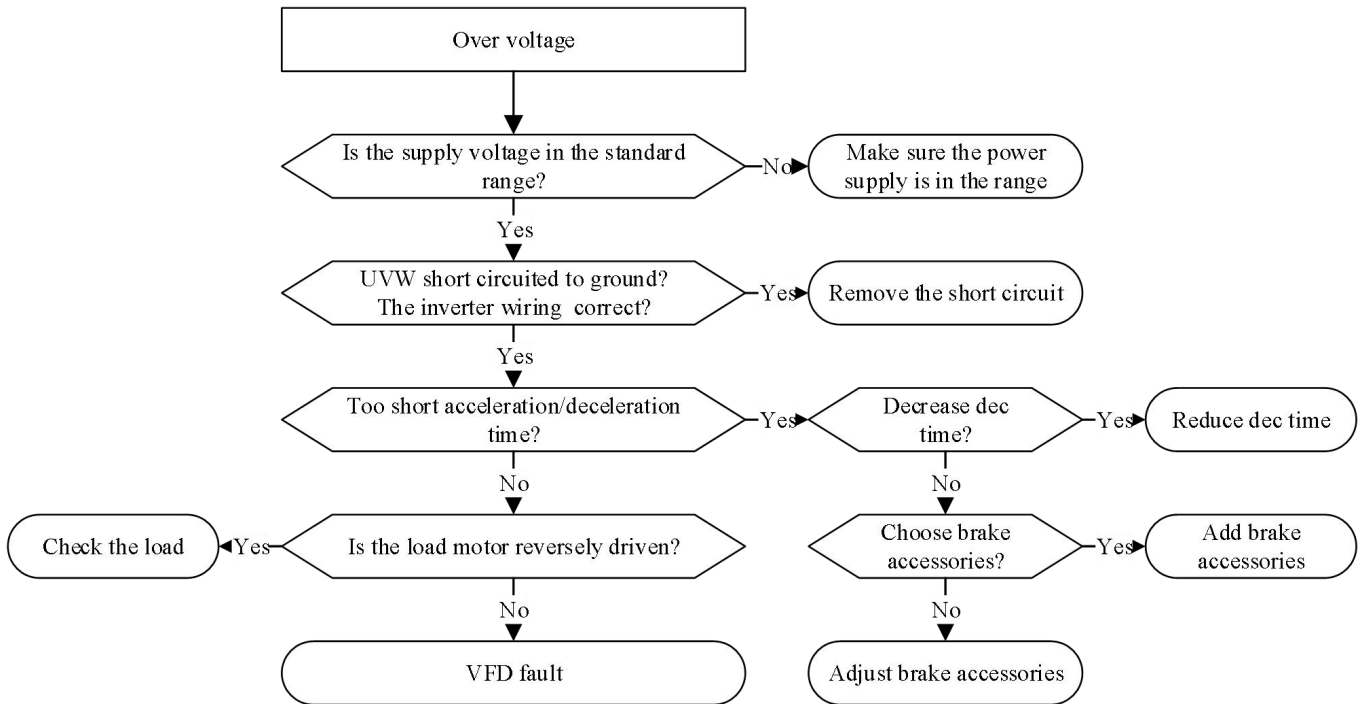 Over voltage
Is the supply voltage in the standard
range?
No
Make sure the power
supply is in the range
Yes
UVW short circuited to ground?
The inverter wiring correct?
Yes
Remove the short circuit
Yes
Too short acceleration/deceleration
time?
Yes
Decrease dec
time?
Yes
Reduce dec time
No
No
Check the load
Yes
Is the load motor reversely driven?
Choose brake
accessories?
Yes
Add brake
accessories
No
No
VFD fault
Adjust brake accessories